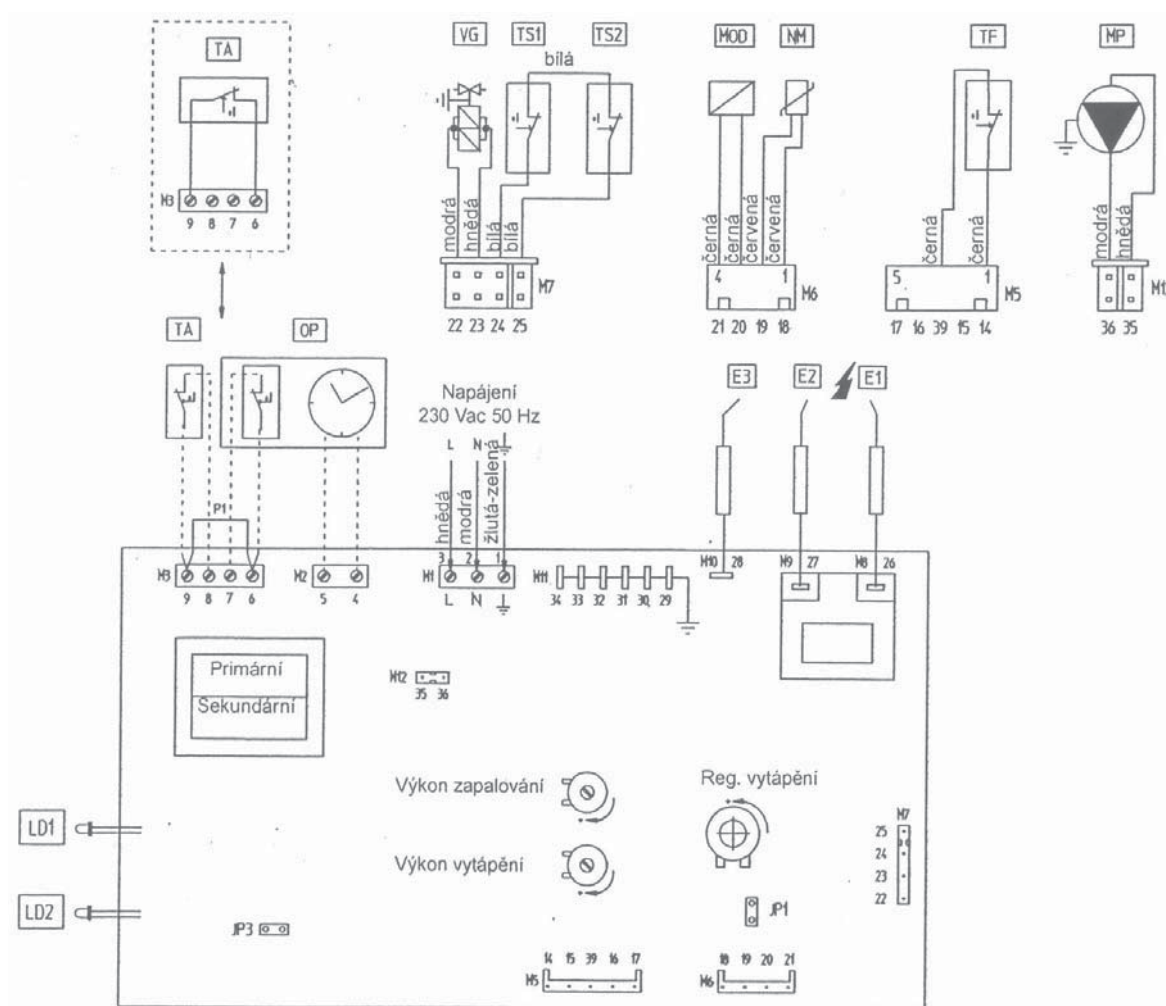 TA
VG TS1 TS2 MOD NM TF MP
bílá
M3
9 8 7 6
modrá hnědá bílá bílá
M7
22 23 24 25
černá černá červená červená
4 1
M6
21 20 19 18
černá černá
5 1
M5
17 16 39 15 14
modrá hnědá
M1
36 35
TA OP
Napájení
230 Vac 50 Hz
L N
hnědá modrá žlutá-zelená
E3 E2 E1
P1
M3
9 8 7 6
M2
5 4
3 2 1
M1
L N
M11
34 33 32 31 30 29
M10 28
M9 27
M8 26
Primární
Sekundární
M12
35 36
Výkon zapalování
Reg. vytápění
Výkon vytápění
LD1
LD2
M7
25
24
23
22
JP1
JP3
14 15 39 16 17
M5
18 19 20 21
M6